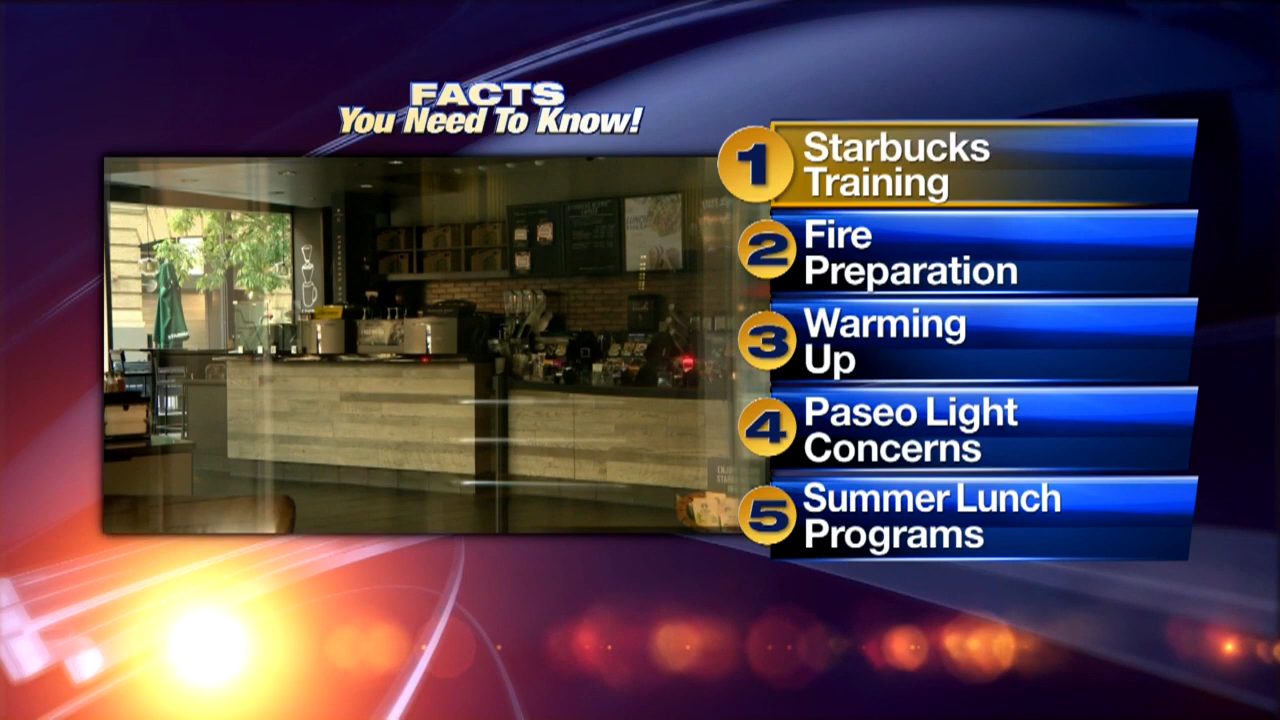 FACTS
You Need To Know!
1
Starbucks
Training
2
Fire
Preparation
3
Warming
Up
4
Paseo Light
Concerns
5
Summer Lunch
Programs